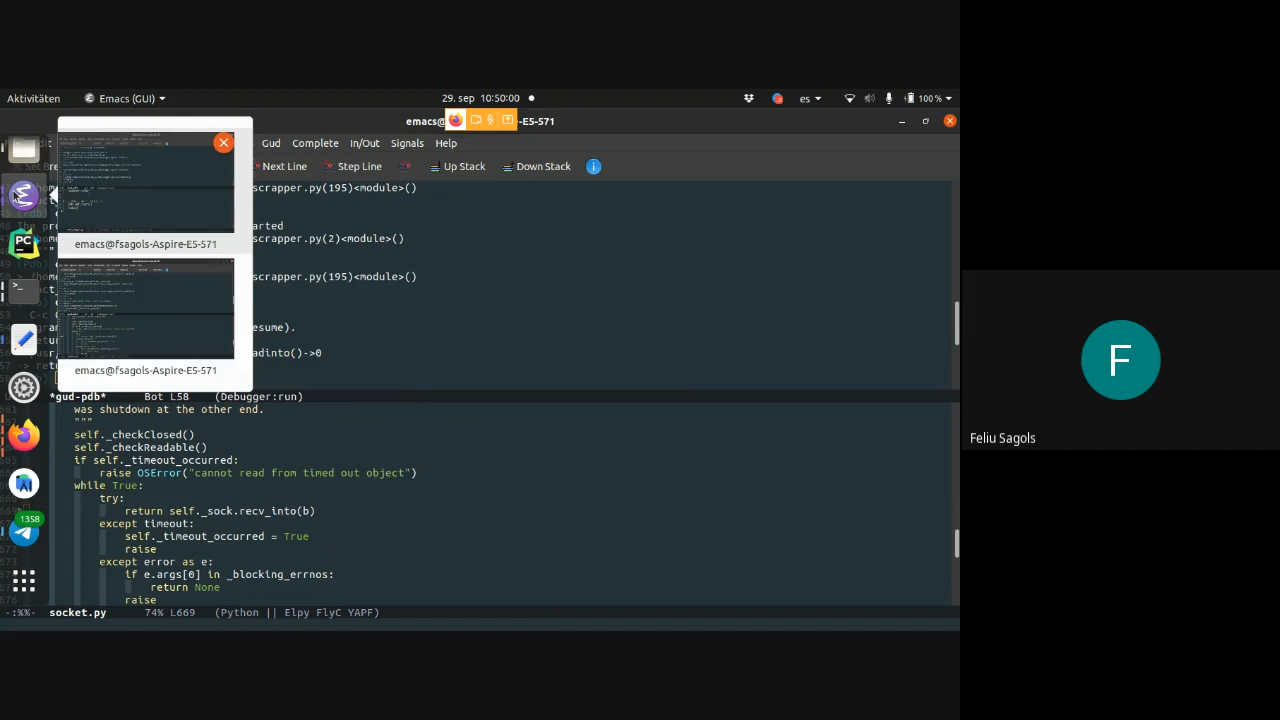 Aktivitäten
Emacs (GUI)
29. sep 10:50:00
es
100 %
emacs@
-E5-571
Gud Complete In/Out Signals Help
Next Line Step Line Up Stack Down Stack
scrapper.py(195)<module>()
arted
46 The pr
scrapper.py(2)<module>()
scrapper.py(195)<module>()
C-c
esume).
adinto()->0
> retu
emacs@fsagols-Aspire-E5-571
emacs@fsagols-Aspire-E5-571
*gud-pdb* Bot L58 (Debugger:run)
was shutdown at the other end.
"""
self._checkClosed()
self._checkReadable()
if self._timeout_occurred:
raise OSError("cannot read from timed out object")
while True:
try:
return self._sock.recv_into(b)
except timeout:
self._timeout_occurred = True
raise
except error as e:
if e.args[0] in _blocking_errnos:
return None
raise
-:%%- socket.py 74% L669 (Python || Elpy FlyC YAPF)
PC
1358
F
Feliu Sagols